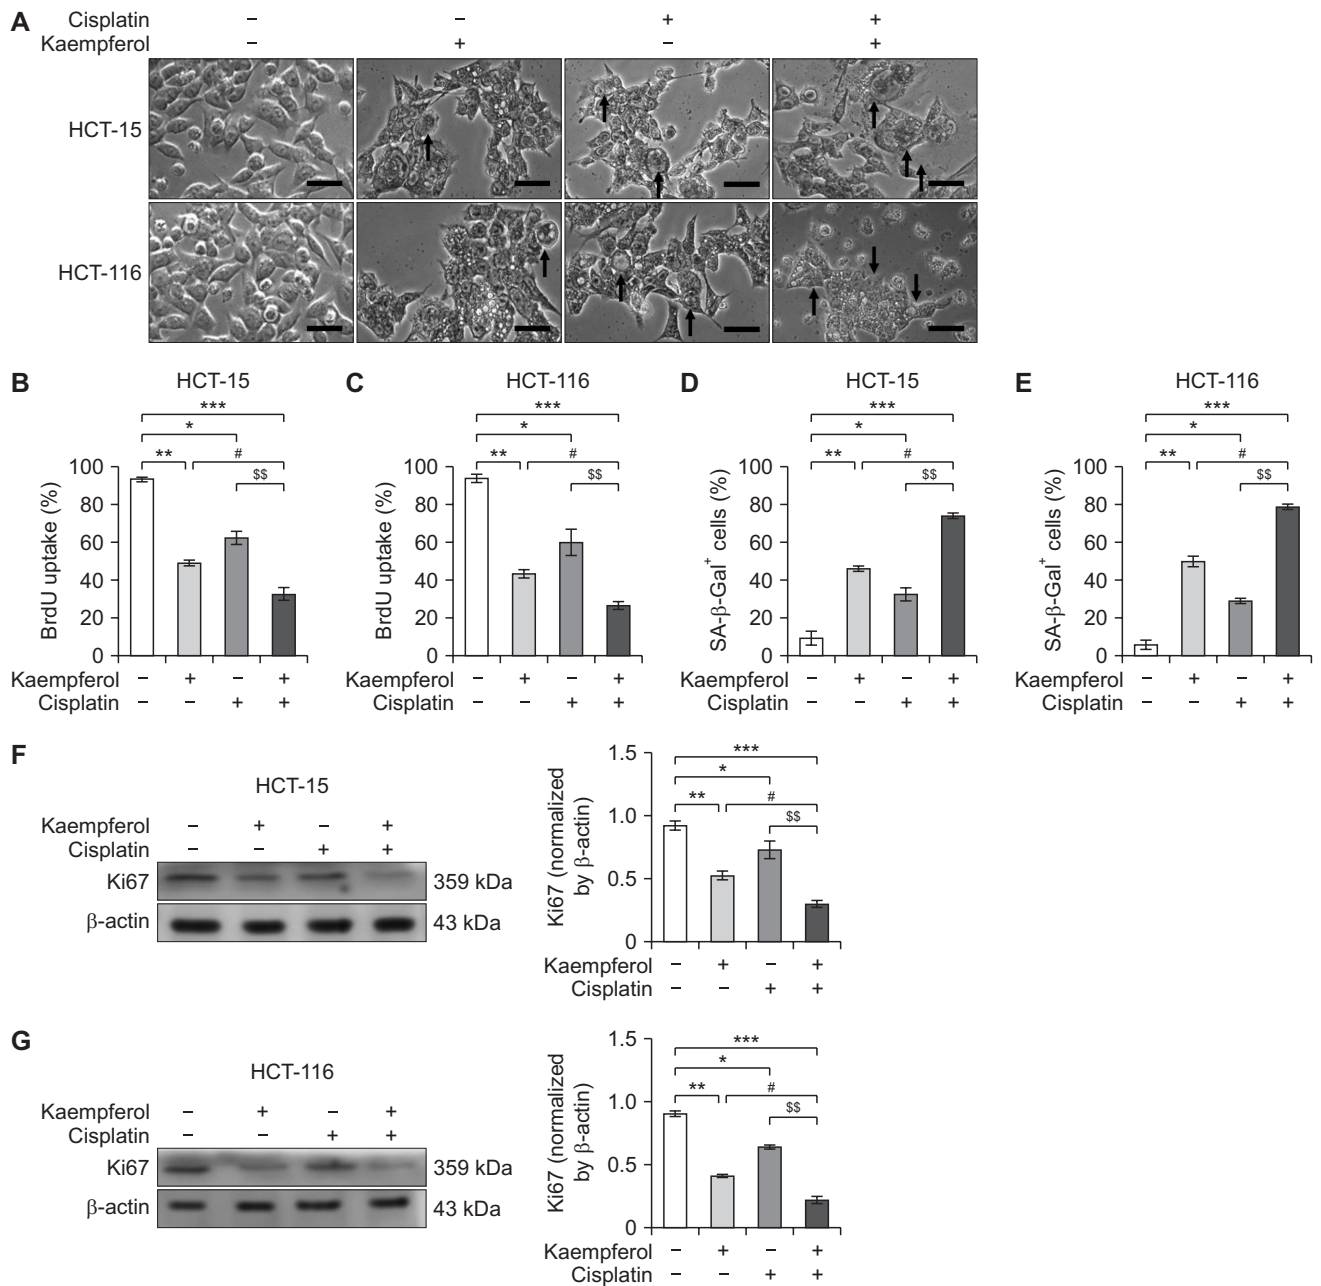 A
Cisplatin – – + +
Kaempferol – + – +
HCT-15
HCT-116
B HCT-15
***
*
** #
$$
BrdU uptake (%)
100
80
60
40
20
0
Kaempferol – + – +
Cisplatin – – + +
C HCT-116
***
*
** #
$$
BrdU uptake (%)
100
80
60
40
20
0
Kaempferol – + – +
Cisplatin – – + +
D HCT-15
***
*
** #
$$
SA-β-Gal⁺ cells (%)
100
80
60
40
20
0
Kaempferol – + – +
Cisplatin – – + +
E HCT-116
***
*
** #
$$
SA-β-Gal⁺ cells (%)
100
80
60
40
20
0
Kaempferol – + – +
Cisplatin – – + +
F
HCT-15
Kaempferol – + – +
Cisplatin – – + +
Ki67 359 kDa
β-actin 43 kDa
***
*
** #
$$
Ki67 (normalized
by β-actin)
1.5
1.0
0.5
0
Kaempferol – + – +
Cisplatin – – + +
G
HCT-116
Kaempferol – + – +
Cisplatin – – + +
Ki67 359 kDa
β-actin 43 kDa
***
*
** #
$$
Ki67 (normalized
by β-actin)
1.5
1.0
0.5
0
Kaempferol – + – +
Cisplatin – – + +